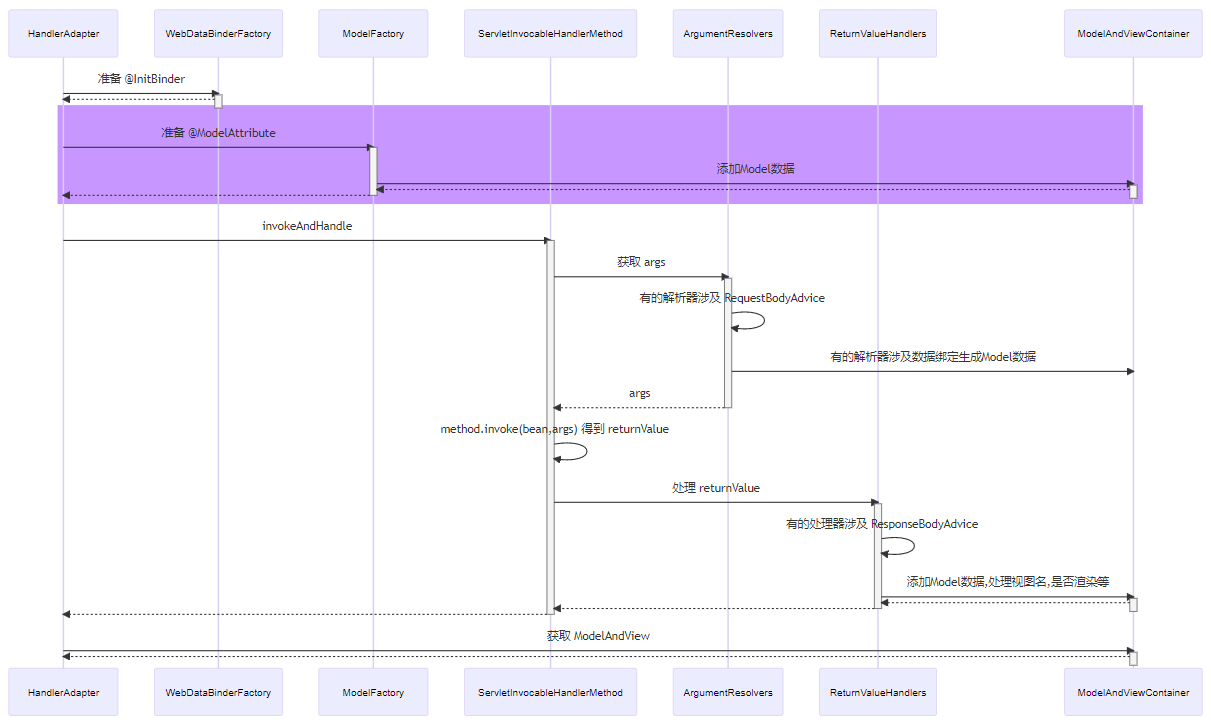 HandlerAdapter
WebDataBinderFactory
ModelFactory
ServletInvocableHandlerMethod
ArgumentResolvers
ReturnValueHandlers
ModelAndViewContainer
准备 @InitBinder
准备 @ModelAttribute
添加Model数据
invokeAndHandle
获取 args
有的解析器涉及 RequestBodyAdvice
有的解析器涉及数据绑定生成Model数据
args
method.invoke(bean,args) 得到 returnValue
处理 returnValue
有的处理器涉及 ResponseBodyAdvice
添加Model数据,处理视图名,是否渲染等
获取 ModelAndView
HandlerAdapter
WebDataBinderFactory
ModelFactory
ServletInvocableHandlerMethod
ArgumentResolvers
ReturnValueHandlers
ModelAndViewContainer